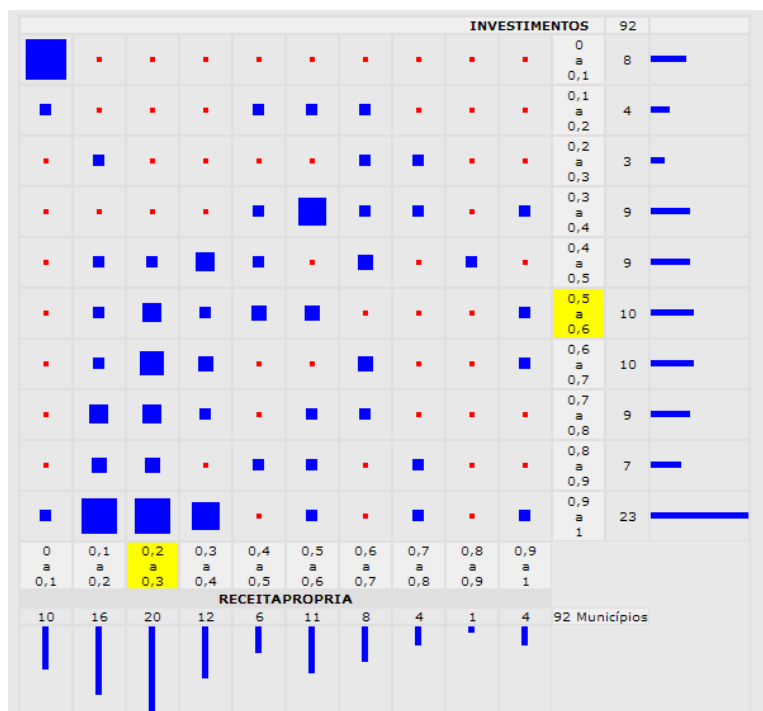 INVESTIMENTOS 92
0 a 0,1 8
0,1 a 0,2 4
0,2 a 0,3 3
0,3 a 0,4 9
0,4 a 0,5 9
0,5 a 0,6 10
0,6 a 0,7 10
0,7 a 0,8 9
0,8 a 0,9 7
0,9 a 1 23
0 0,1 0,2 0,3 0,4 0,5 0,6 0,7 0,8 0,9
a a a a a a a a a a
0,1 0,2 0,3 0,4 0,5 0,6 0,7 0,8 0,9 1
RECEITAPROPRIA
10 16 20 12 6 11 8 4 1 4 92 Municípios